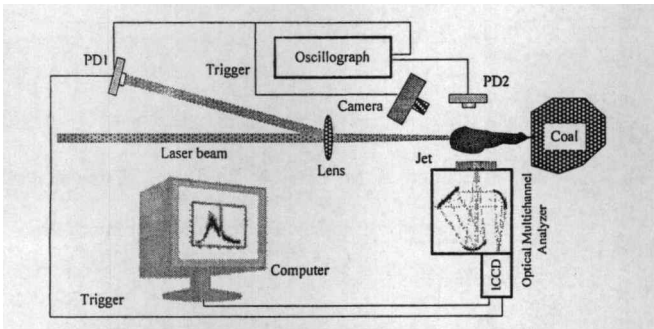 PD1
Oscillograph
Trigger
PD2
Camera
Coal
Laser beam
Lens
Jet
Optical Multichannel
Analyzer
ICCD
Computer
Trigger